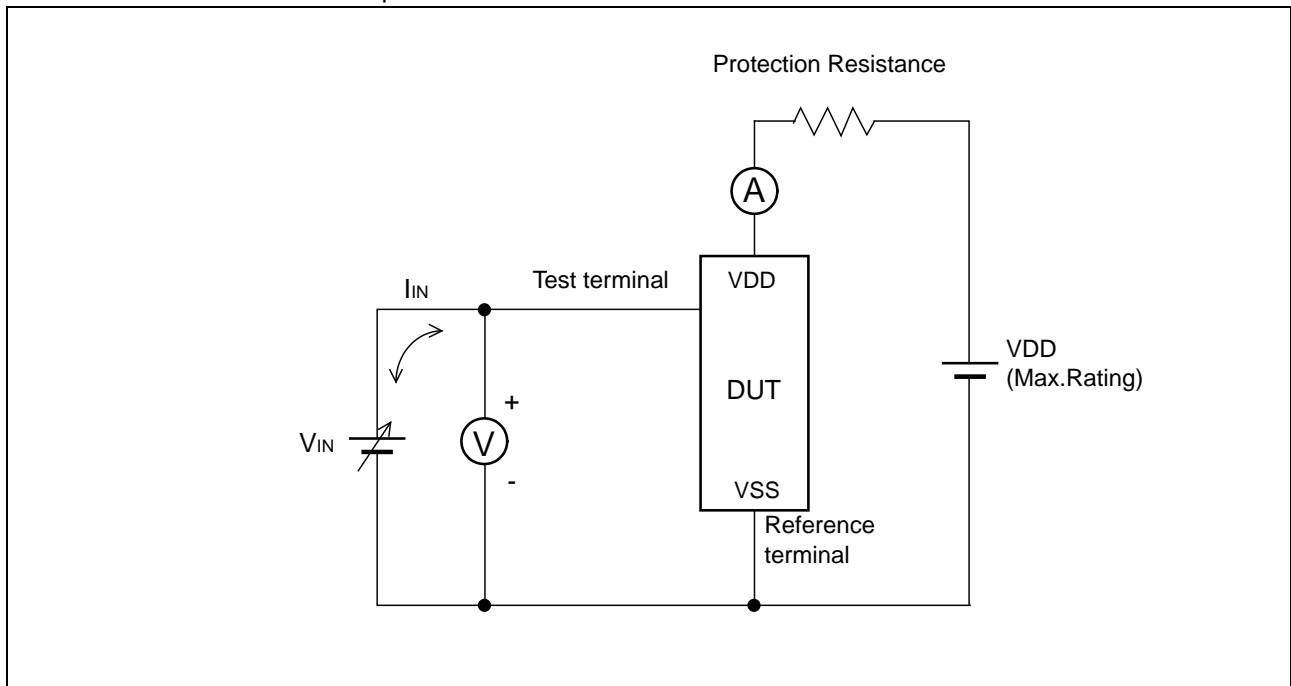 Protection Resistance
A
Test terminal
VDD
IIN
VDD
(Max.Rating)
DUT
+
VIN
V
-
VSS
Reference
terminal